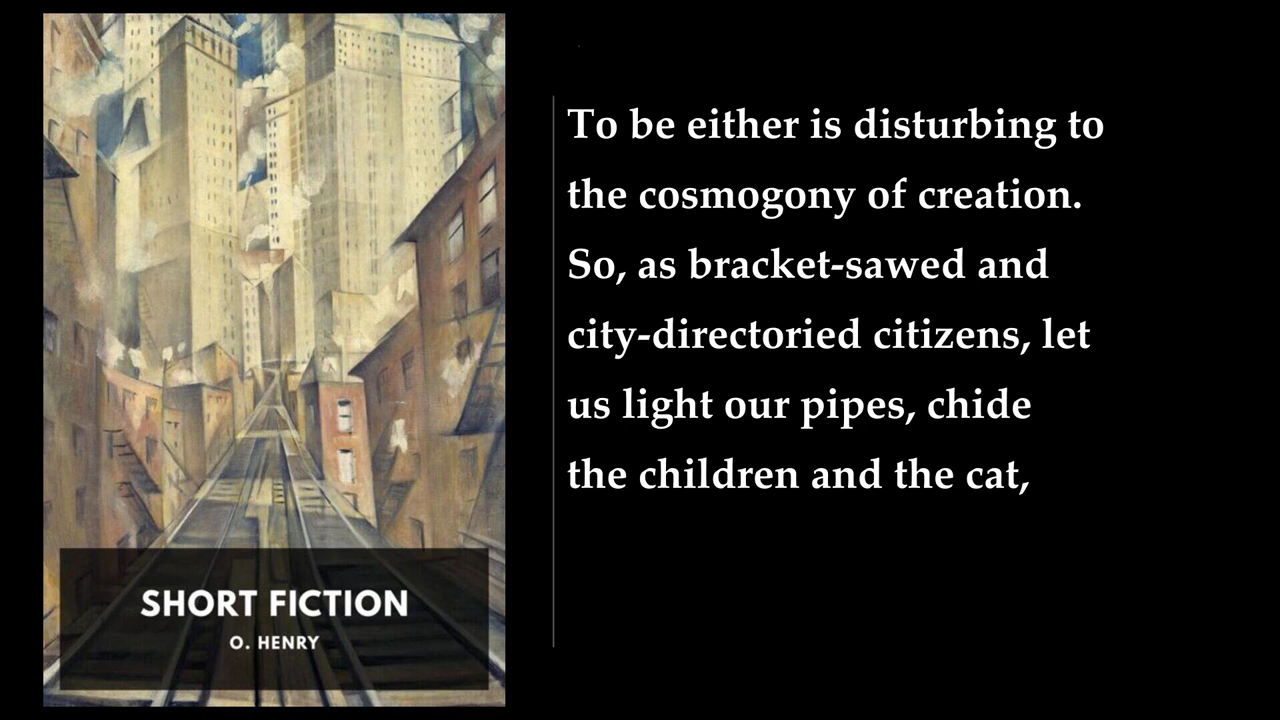 SHORT FICTION
O. HENRY
To be either is disturbing to
the cosmogony of creation.
So, as bracket-sawed and
city-directoried citizens, let
us light our pipes, chide
the children and the cat,